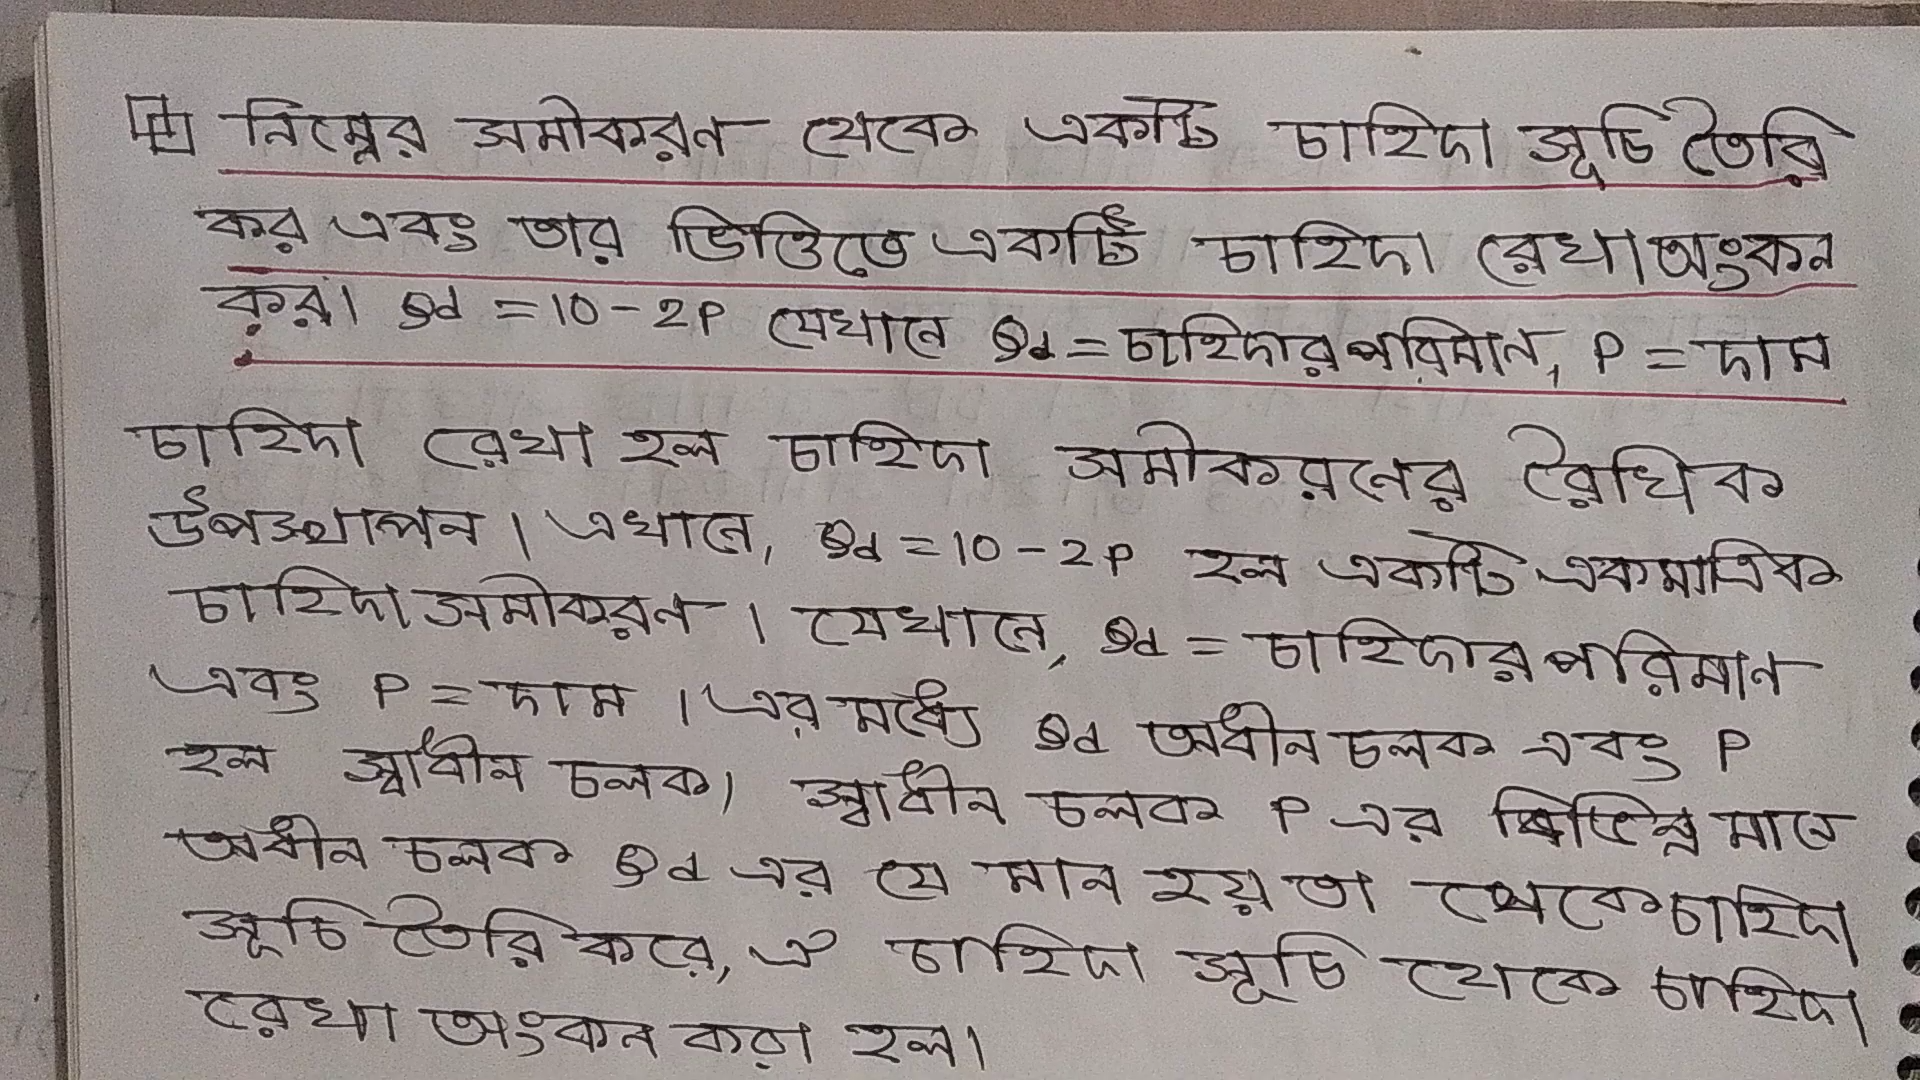 নিম্নের সমীকরন থেকে একটি চাহিদা সূচি তৈরি
কর এবং তার ভিত্তিতে একটি চাহিদা রেখা অংকন
কর। Qd = 10 - 2P যেখানে Qd = চাহিদার পরিমান, P = দাম
চাহিদা রেখা হল চাহিদা সমীকরনের রৈখিক
উপস্থাপন। এখানে, Qd = 10 - 2P হল একটি একমাত্রিক
চাহিদা সমীকরন। যেখানে, Qd = চাহিদার পরিমান
এবং P = দাম। এর মধ্যে Qd অধীন চলক এবং P
হল স্বাধীন চলক। স্বাধীন চলক P এর বিভিন্ন মানে
অধীন চলক Qd এর যে মান হয় তা থেকে চাহিদা
সূচি তৈরি করে, ঐ চাহিদা সূচি থেকে চাহিদা
রেখা অংকন করা হল।